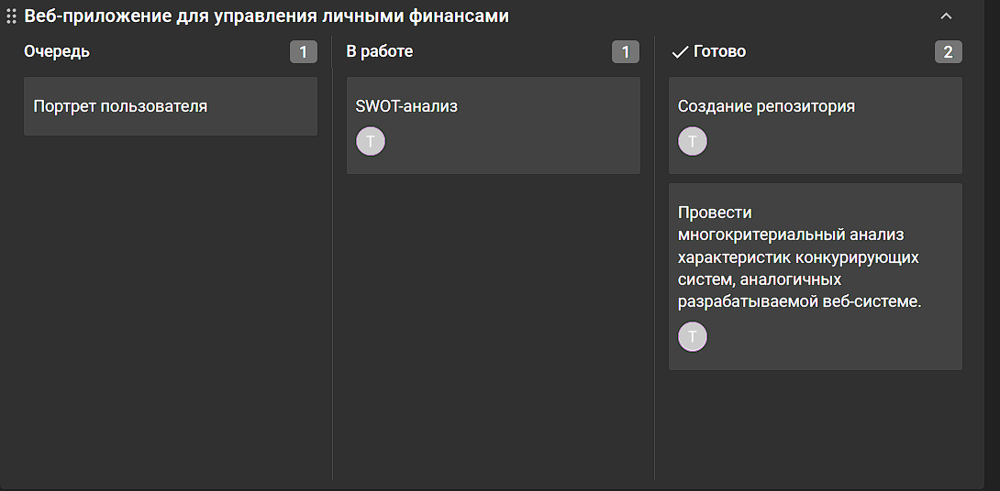 Веб-приложение для управления личными финансами
Очередь 1
В работе 1
Готово 2
Портрет пользователя
SWOT-анализ
T
Создание репозитория
T
Провести
многокритериальный анализ
характеристик конкурирующих
систем, аналогичных
разрабатываемой веб-системе.
T